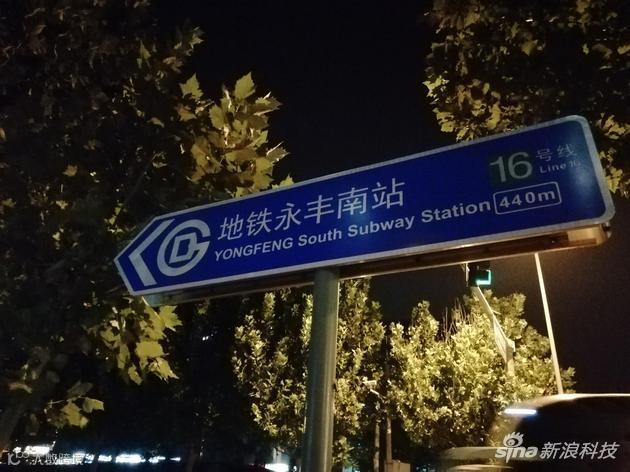 地铁永丰南站
YONGFENG South Subway Station
16号线
Line 16
440m
sina新浪科技